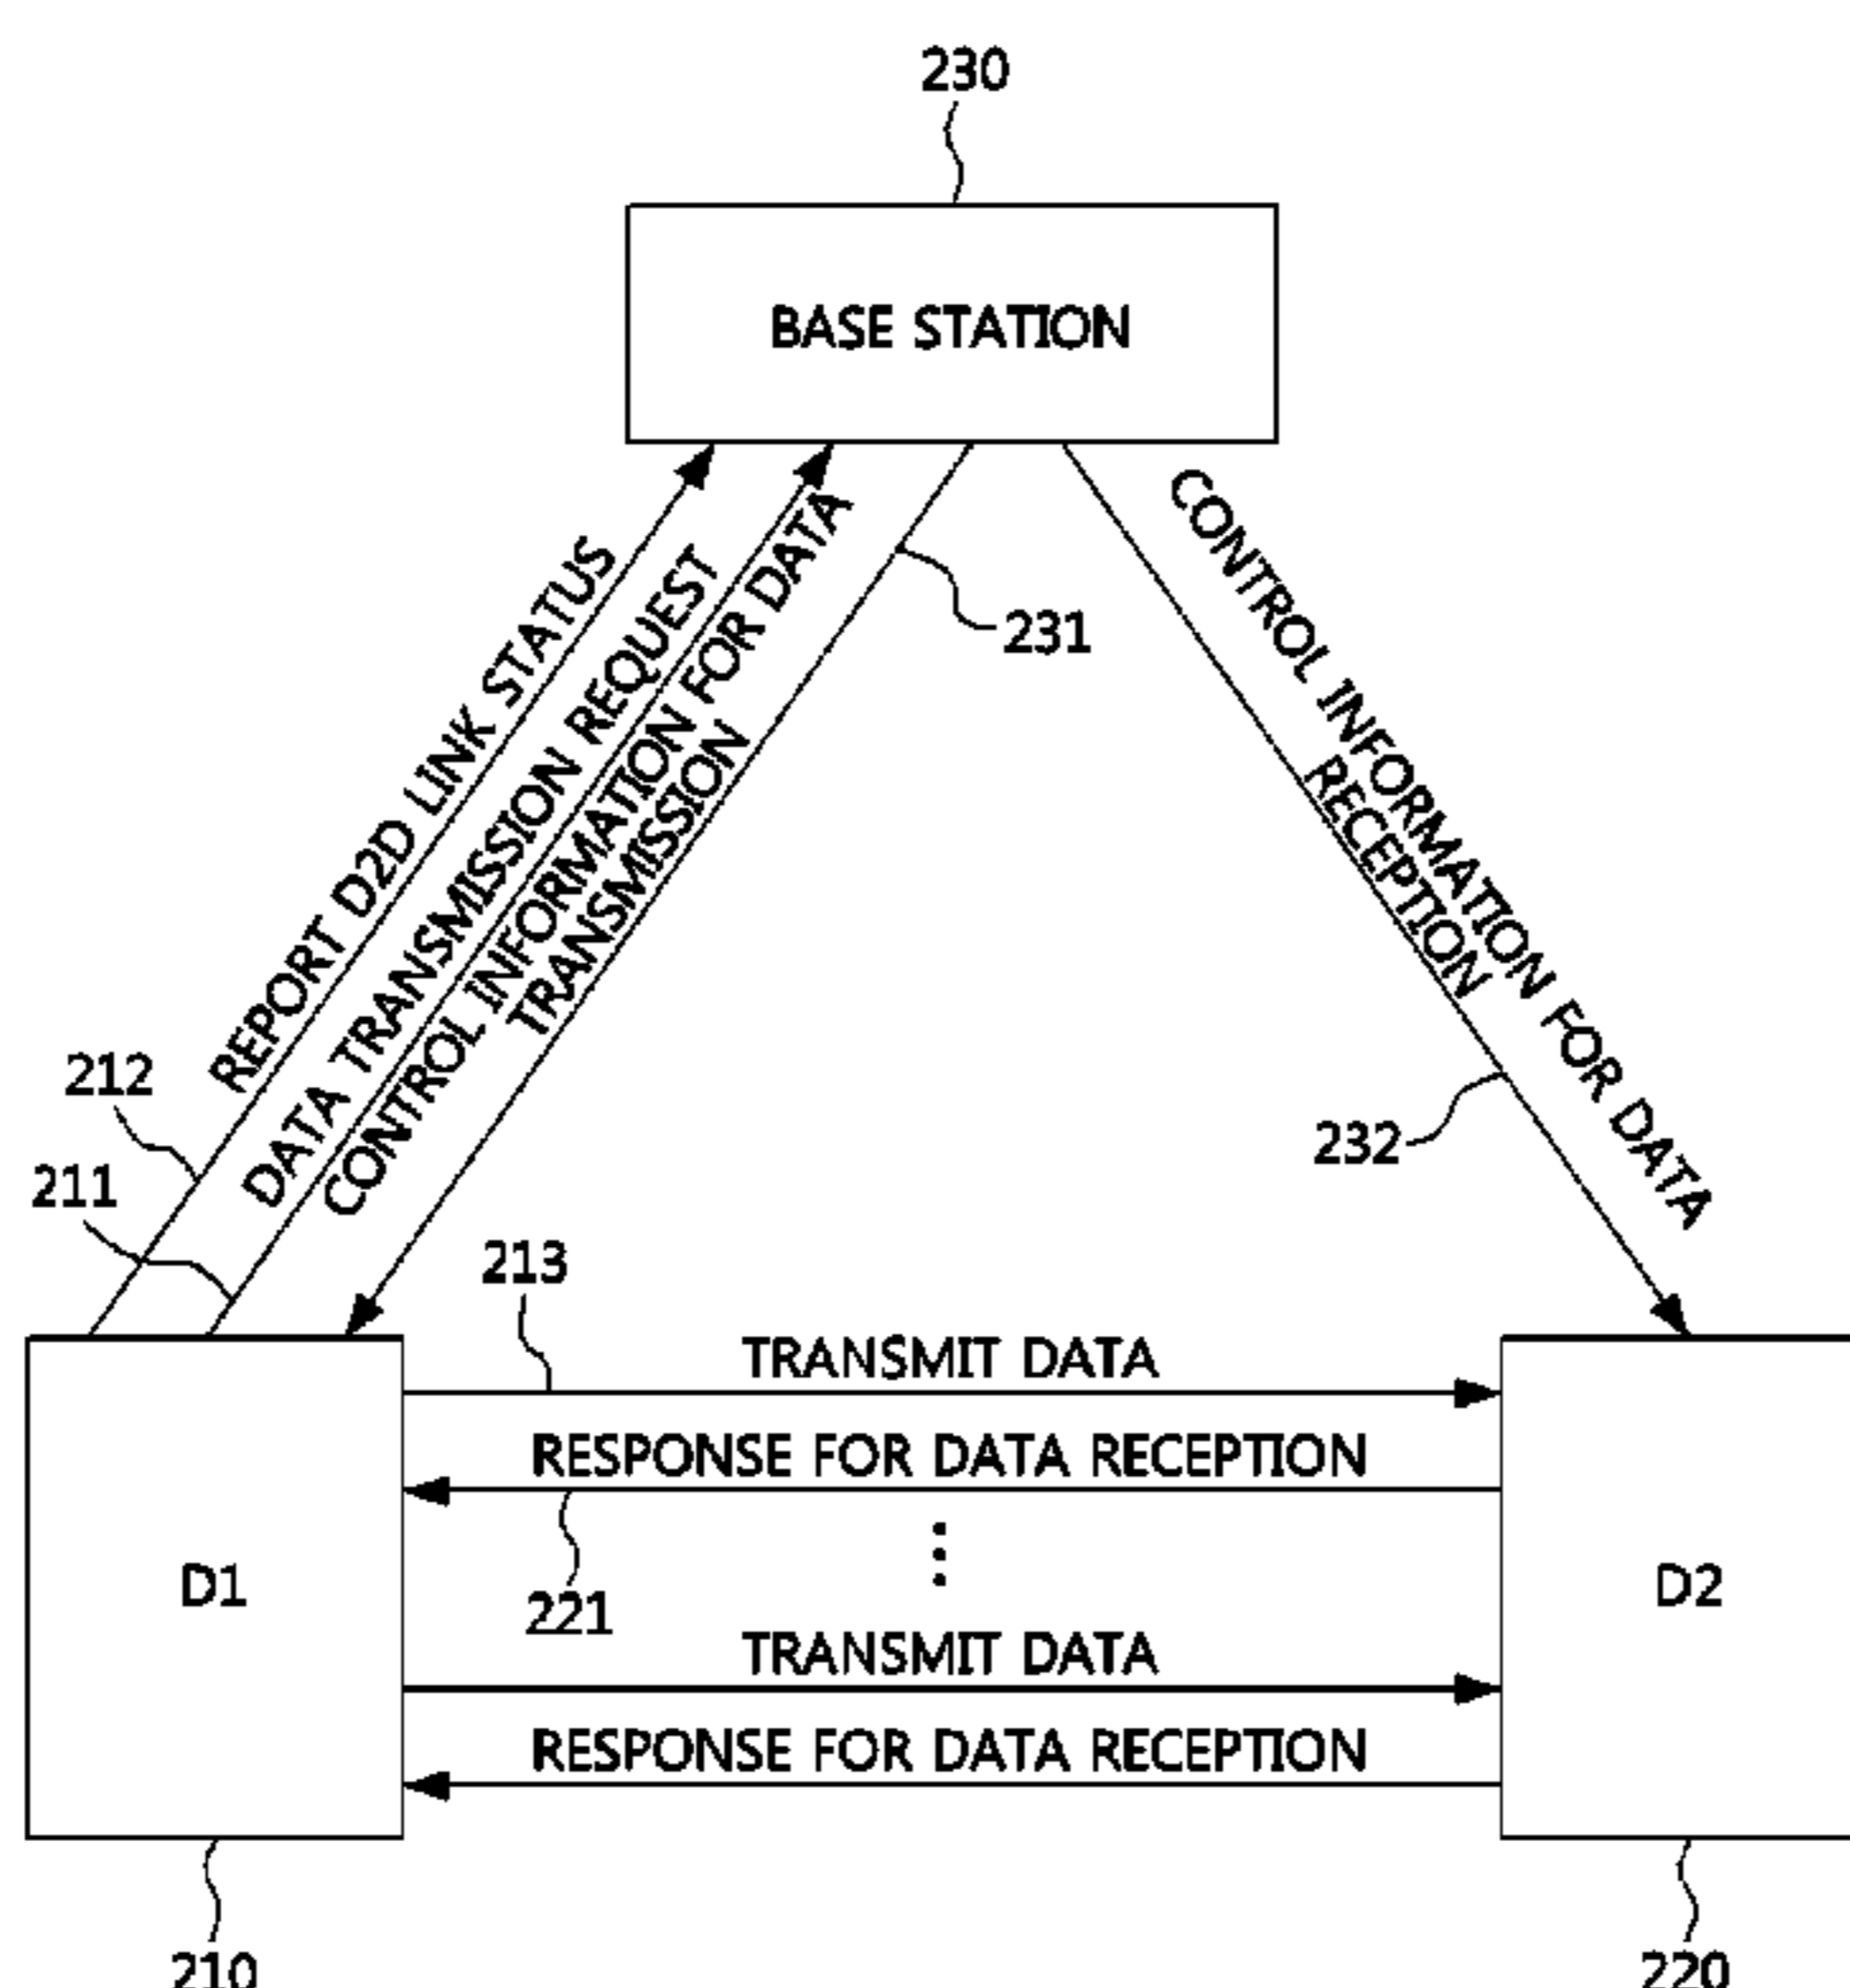 230
BASE STATION
REPORT D2D LINK STATUS
DATA TRANSMISSION REQUEST
CONTROL INFORMATION FOR DATA
TRANSMISSION
231
CONTROL INFORMATION FOR DATA
RECEPTION
232
212
211
213
TRANSMIT DATA
RESPONSE FOR DATA RECEPTION
221
D1
D2
TRANSMIT DATA
RESPONSE FOR DATA RECEPTION
210
220